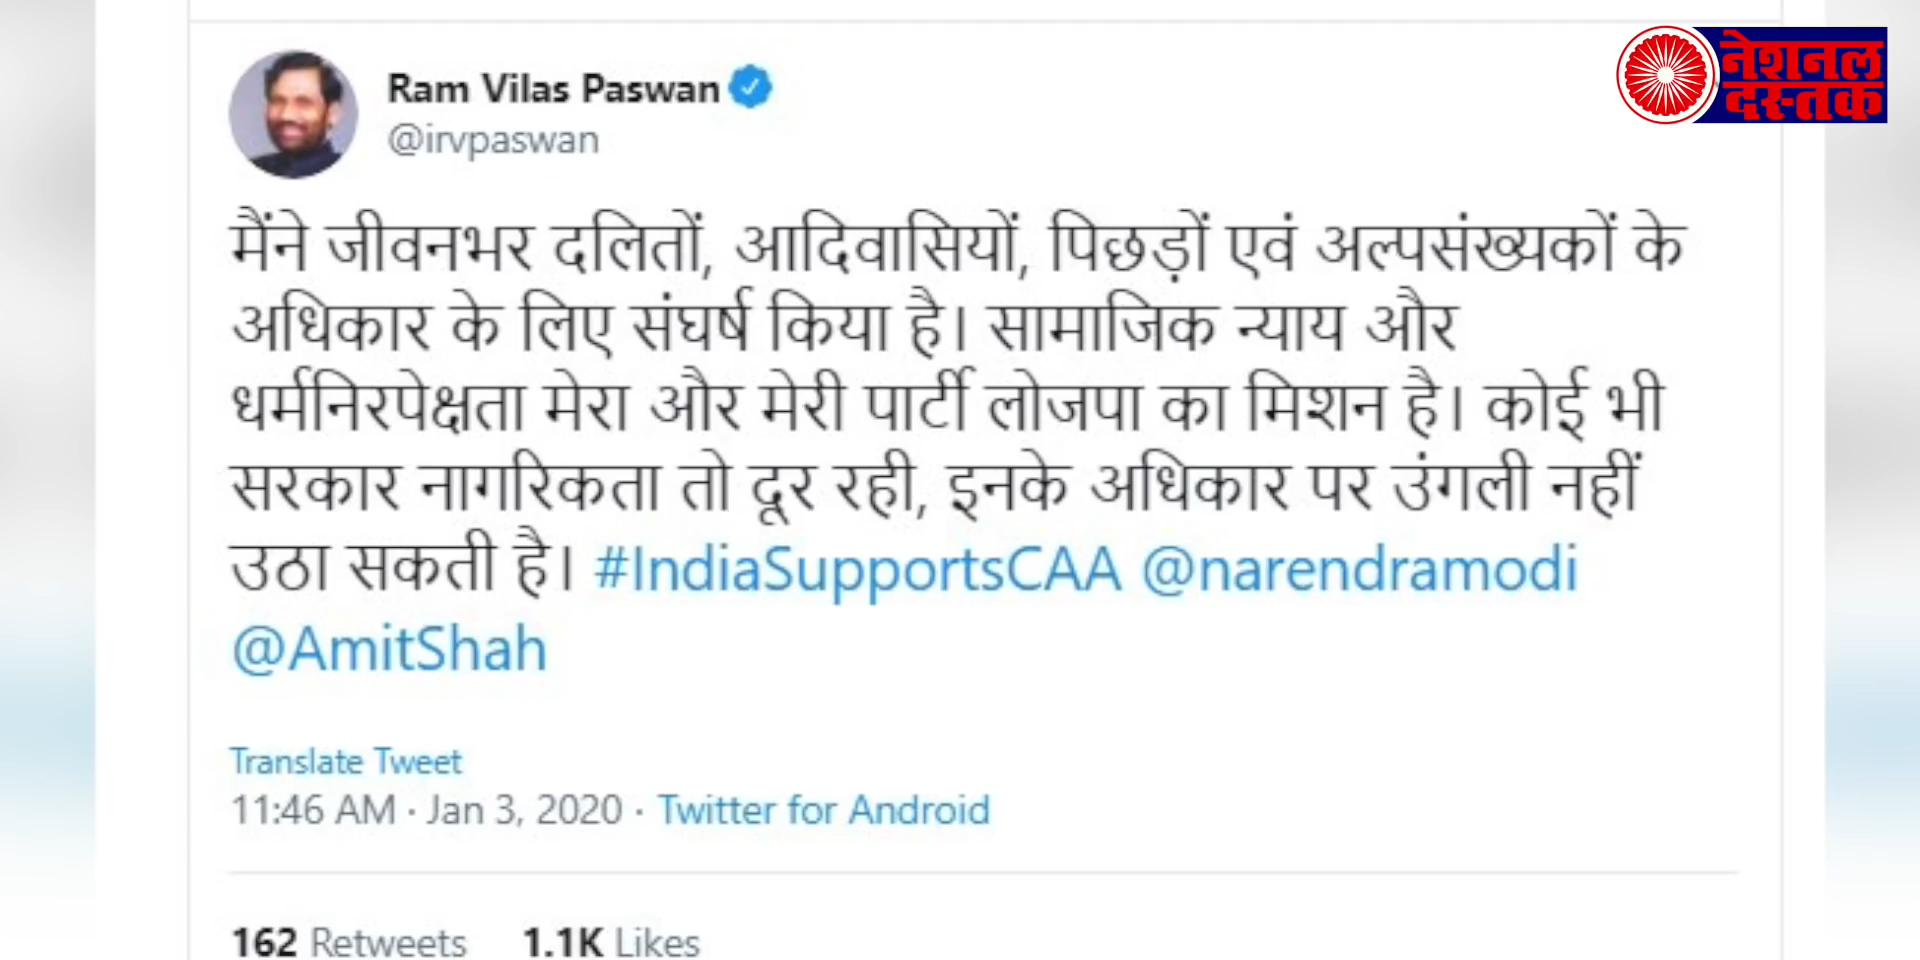 नेशनल
दस्तक
Ram Vilas Paswan
@irvpaswan
मैंने जीवनभर दलितों, आदिवासियों, पिछड़ों एवं अल्पसंख्यकों के
अधिकार के लिए संघर्ष किया है। सामाजिक न्याय और
धर्मनिरपेक्षता मेरा और मेरी पार्टी लोजपा का मिशन है। कोई भी
सरकार नागरिकता तो दूर रही, इनके अधिकार पर उंगली नहीं
उठा सकती है। #IndiaSupportsCAA @narendramodi
@AmitShah
Translate Tweet
11:46 AM · Jan 3, 2020 · Twitter for Android
162 Retweets 1.1K Likes